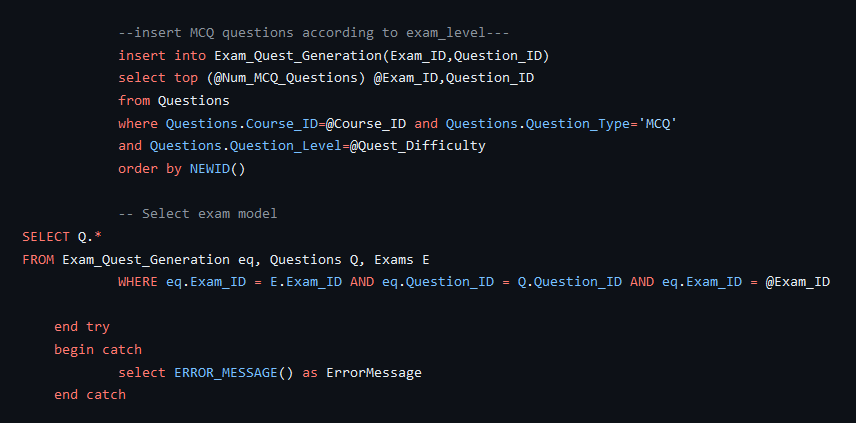 --insert MCQ questions according to exam_level---
insert into Exam_Quest_Generation(Exam_ID,Question_ID)
select top (@Num_MCQ_Questions) @Exam_ID,Question_ID
from Questions
where Questions.Course_ID=@Course_ID and Questions.Question_Type='MCQ'
and Questions.Question_Level=@Quest_Difficulty
order by NEWID()
-- Select exam model
SELECT Q.*
FROM Exam_Quest_Generation eq, Questions Q, Exams E
WHERE eq.Exam_ID = E.Exam_ID AND eq.Question_ID = Q.Question_ID AND eq.Exam_ID = @Exam_ID
end try
begin catch
select ERROR_MESSAGE() as ErrorMessage
end catch